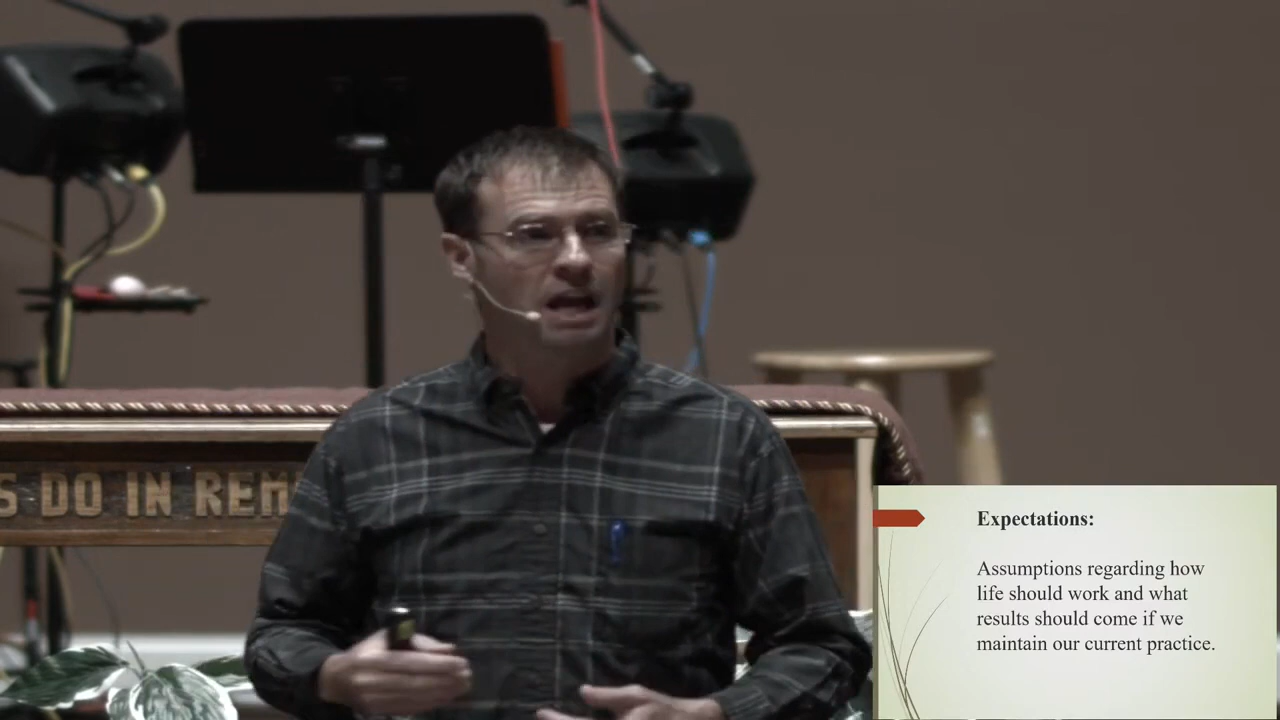 S DO IN REM
Expectations:
Assumptions regarding how
life should work and what
results should come if we
maintain our current practice.